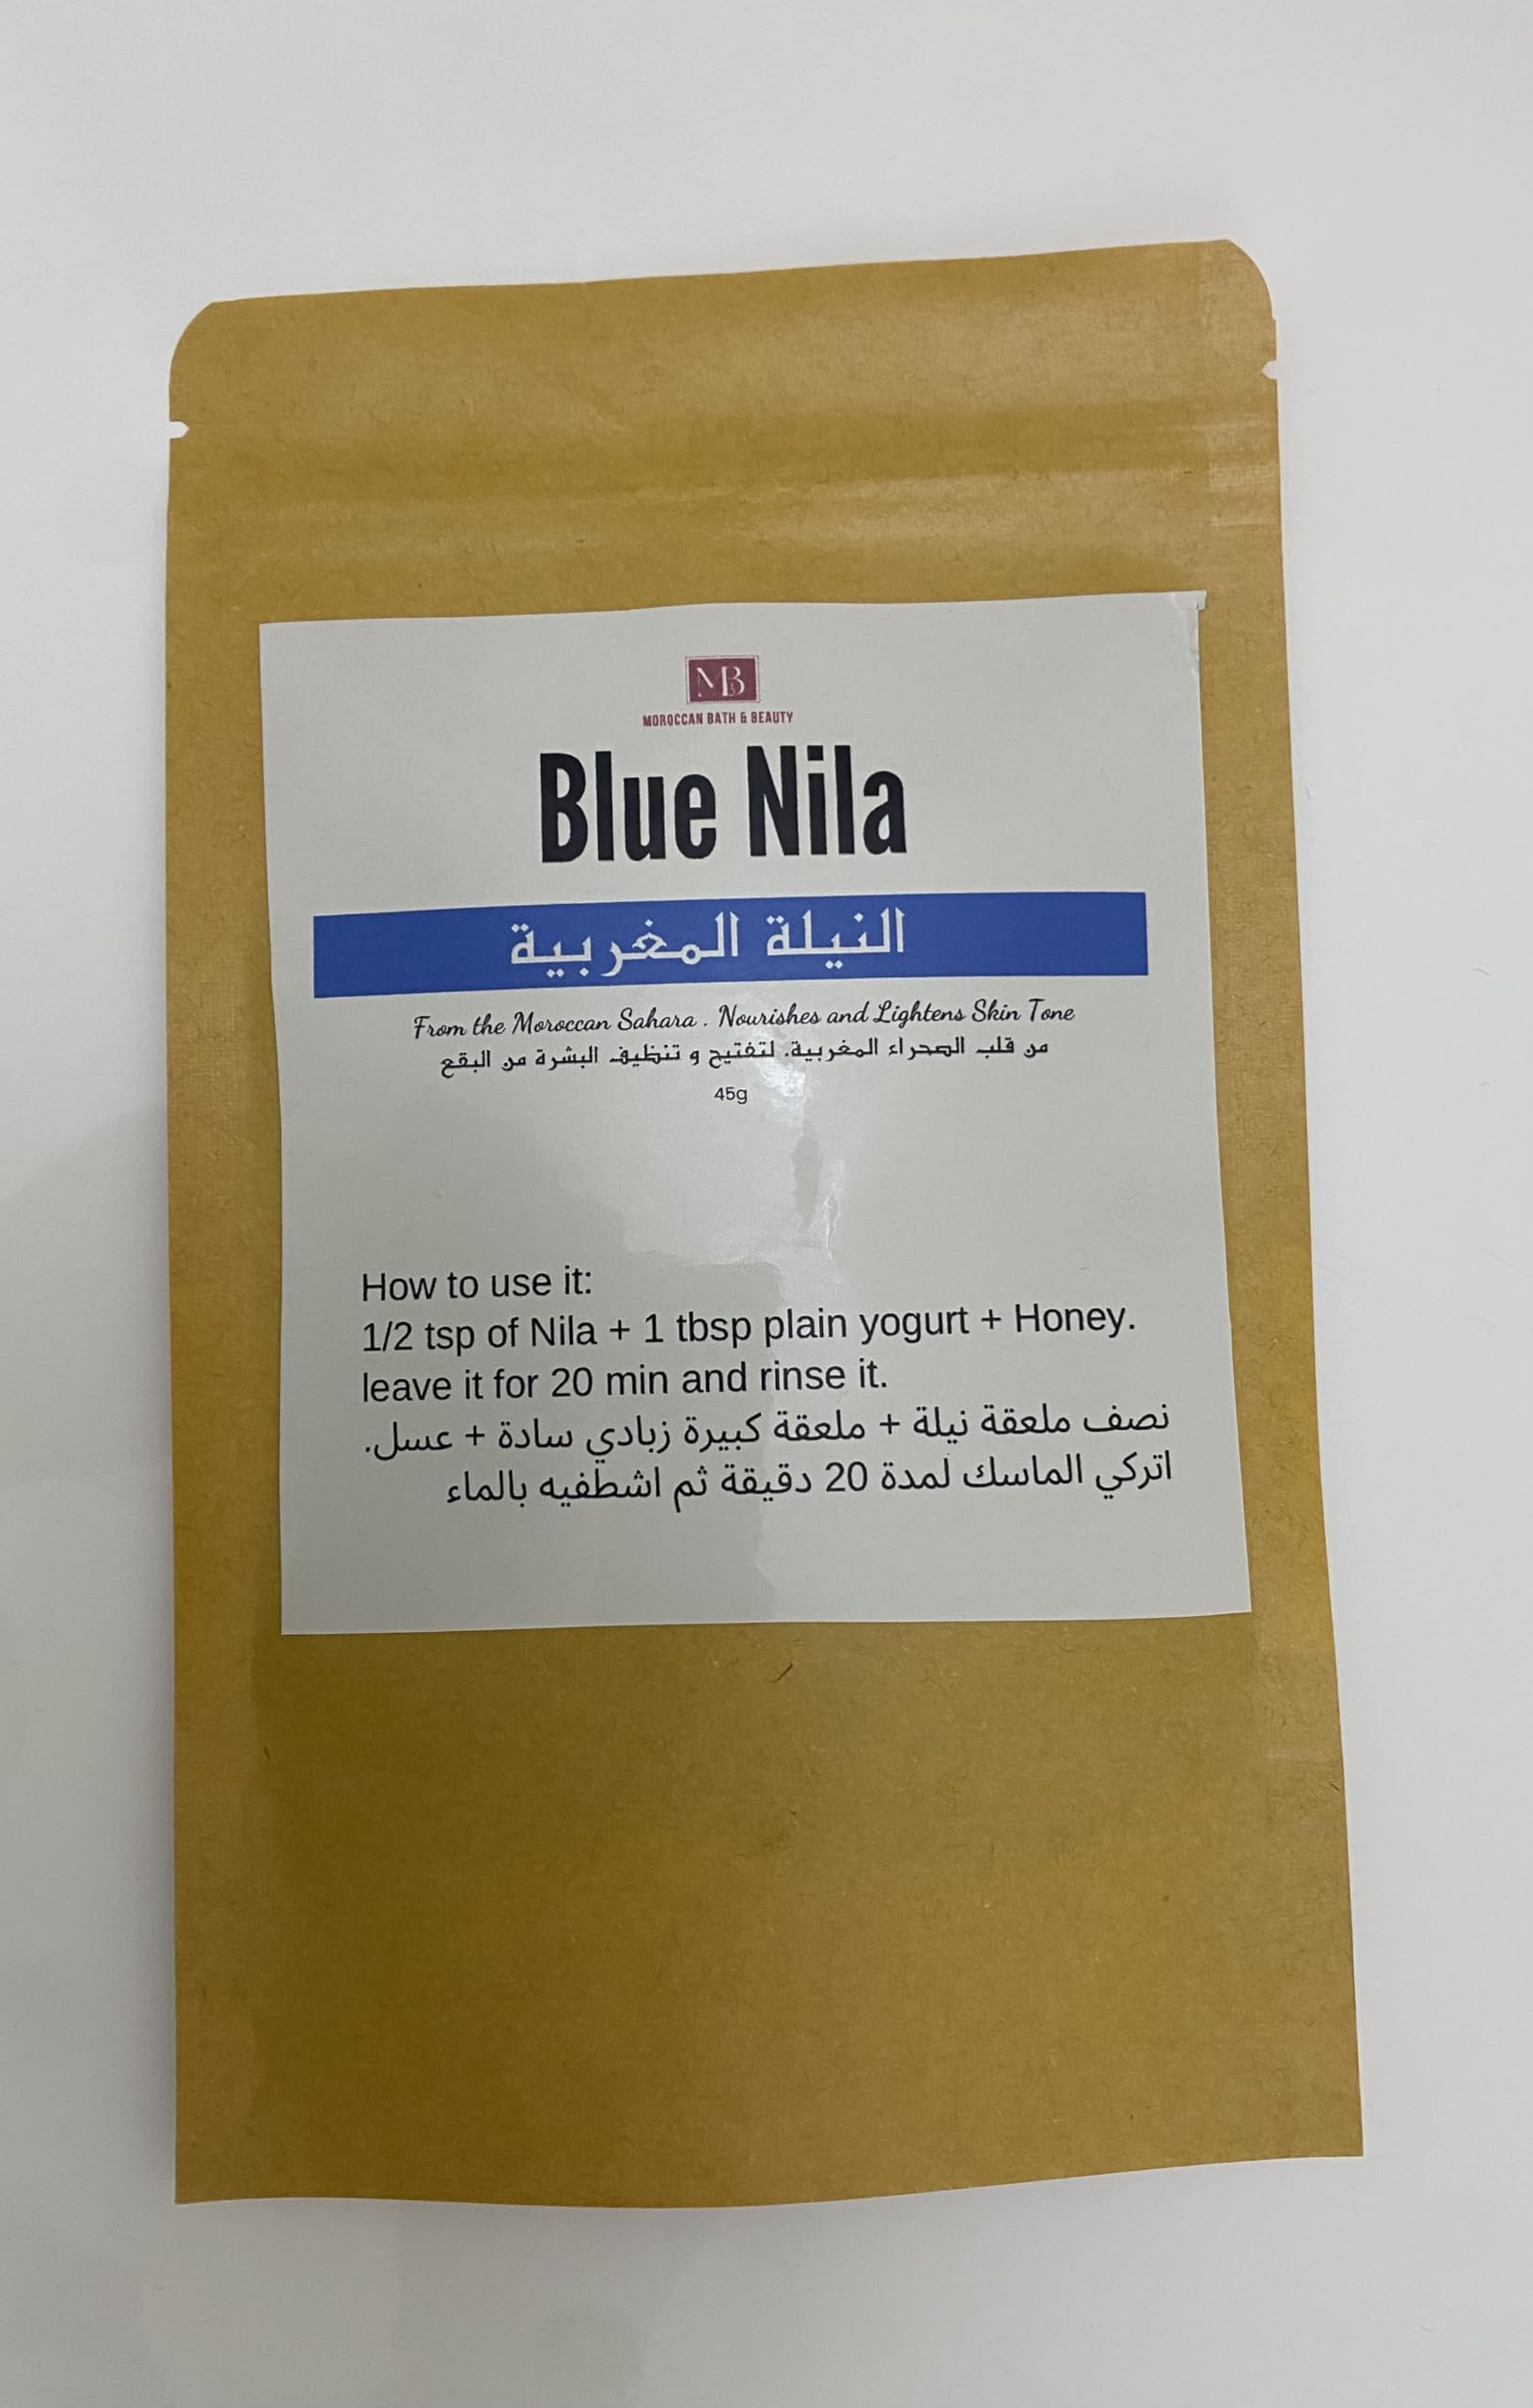 MB
MOROCCAN BATH & BEAUTY
Blue Nila
النيلة المغربية
From the Moroccan Sahara . Nourishes and Lightens Skin Tone
من قلب الصحراء المغربية. لتفتيح و تنظيف البشرة من البقع
45g
How to use it:
1/2 tsp of Nila + 1 tbsp plain yogurt + Honey.
leave it for 20 min and rinse it.
نصف ملعقة نيلة + ملعقة كبيرة زبادي سادة + عسل.
اتركي الماسك لمدة 20 دقيقة ثم اشطفيه بالماء